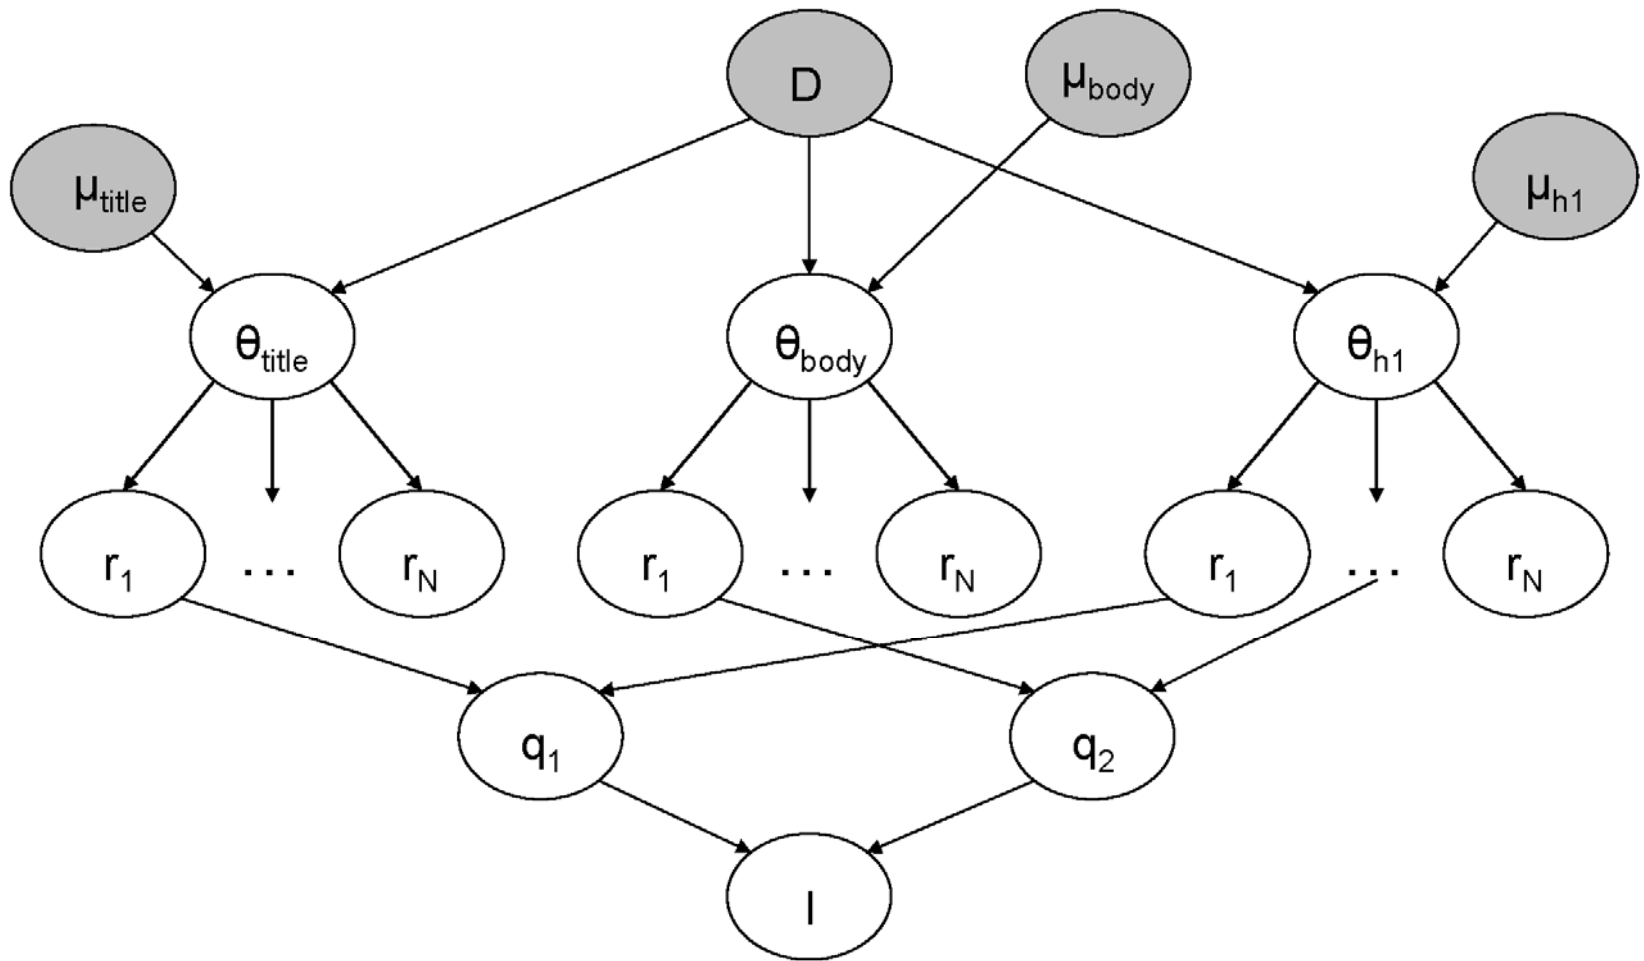 D
μbody
μtitle
μh1
θtitle
θbody
θh1
r1 ... rN
r1 ... rN
r1 ... rN
q1
q2
I